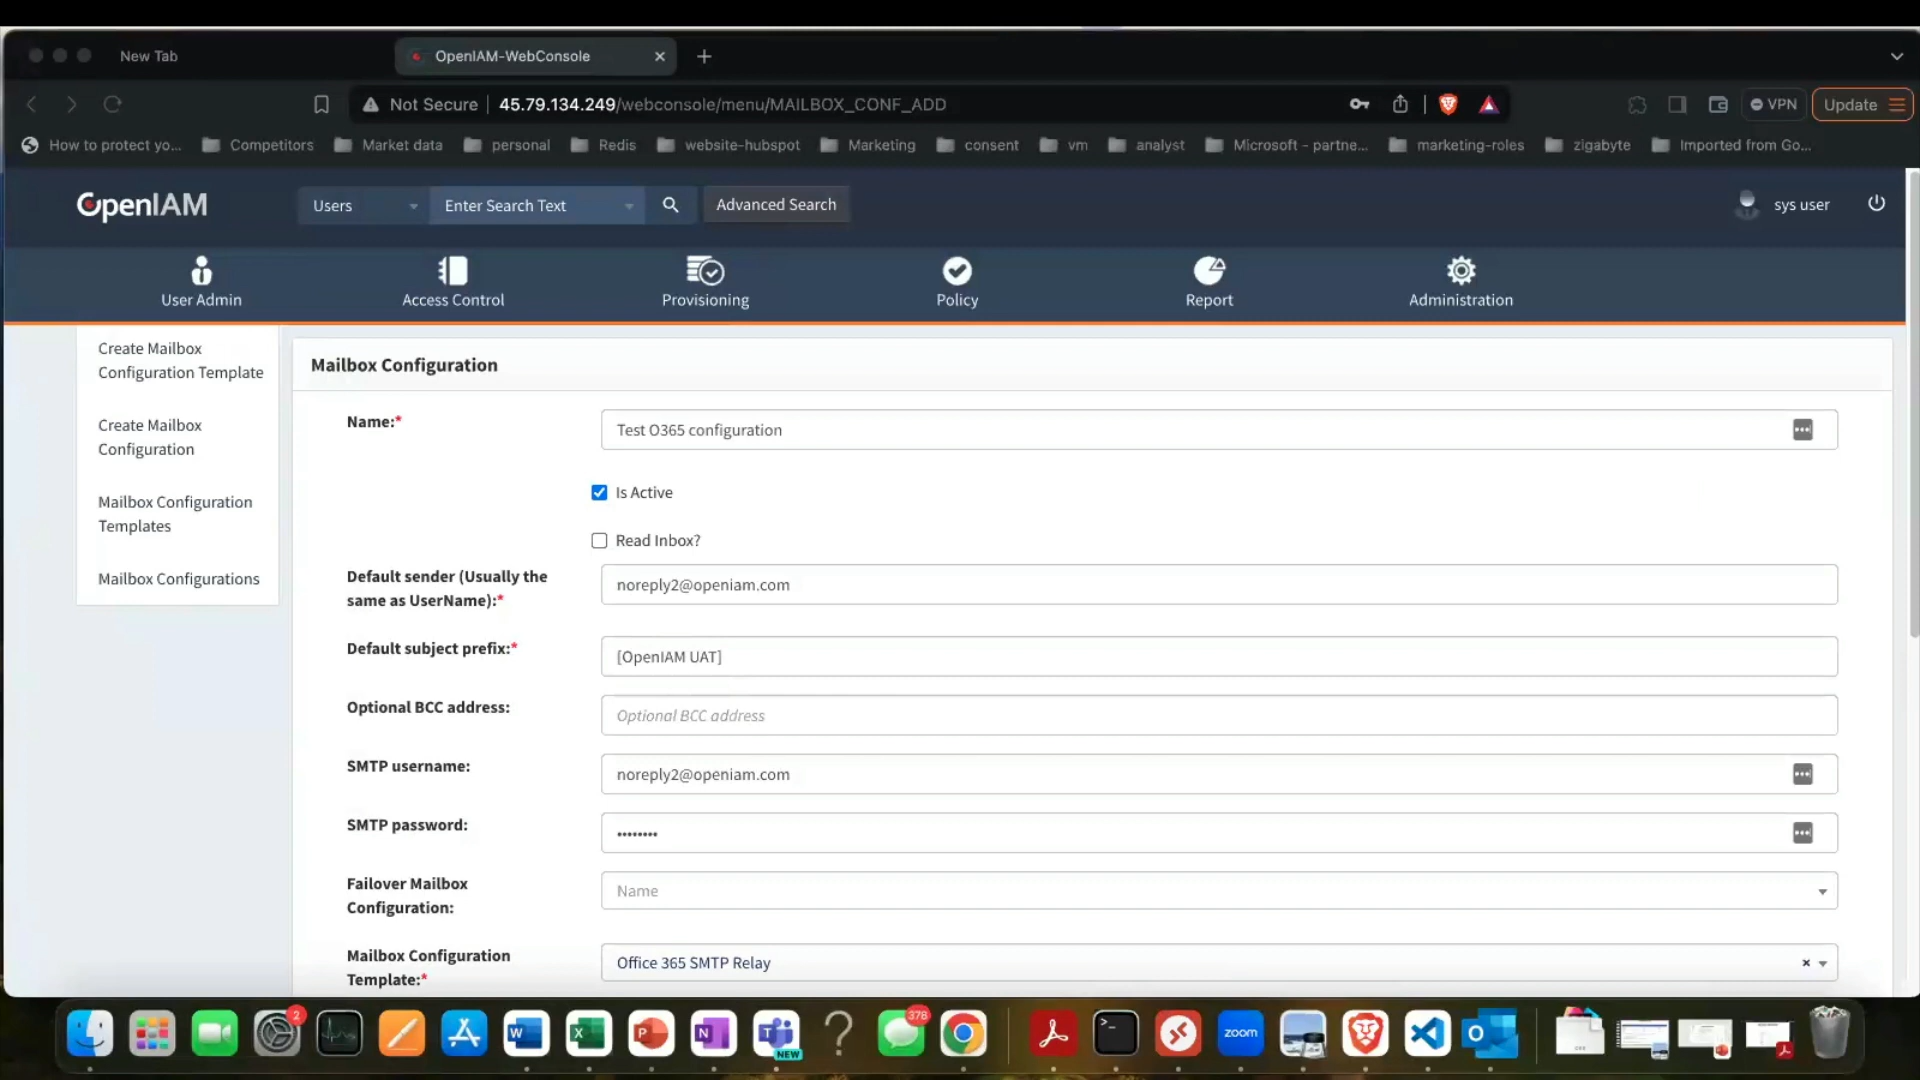 New Tab
OpenIAM-WebConsole
Not Secure
45.79.134.249/webconsole/menu/MAILBOX_CONF_ADD
VPN
Update
How to protect yo...
Competitors
Market data
personal
Redis
website-hubspot
Marketing
consent
vm
analyst
Microsoft - partne...
marketing-roles
zigabyte
Imported from Go...
OpenIAM
Users
Enter Search Text
Advanced Search
sys user
User Admin
Access Control
Provisioning
Policy
Report
Administration
Create Mailbox
Configuration Template
Create Mailbox
Configuration
Mailbox Configuration
Templates
Mailbox Configurations
Mailbox Configuration
Name:*
Test O365 configuration
Is Active
Read Inbox?
Default sender (Usually the
same as UserName):*
noreply2@openiam.com
Default subject prefix:*
[OpenIAM UAT]
Optional BCC address:
Optional BCC address
SMTP username:
noreply2@openiam.com
SMTP password:
••••••••
Failover Mailbox
Configuration:
Name
Mailbox Configuration
Template:*
Office 365 SMTP Relay
2
W
X
P
N
T
NEW
378
zoom
O